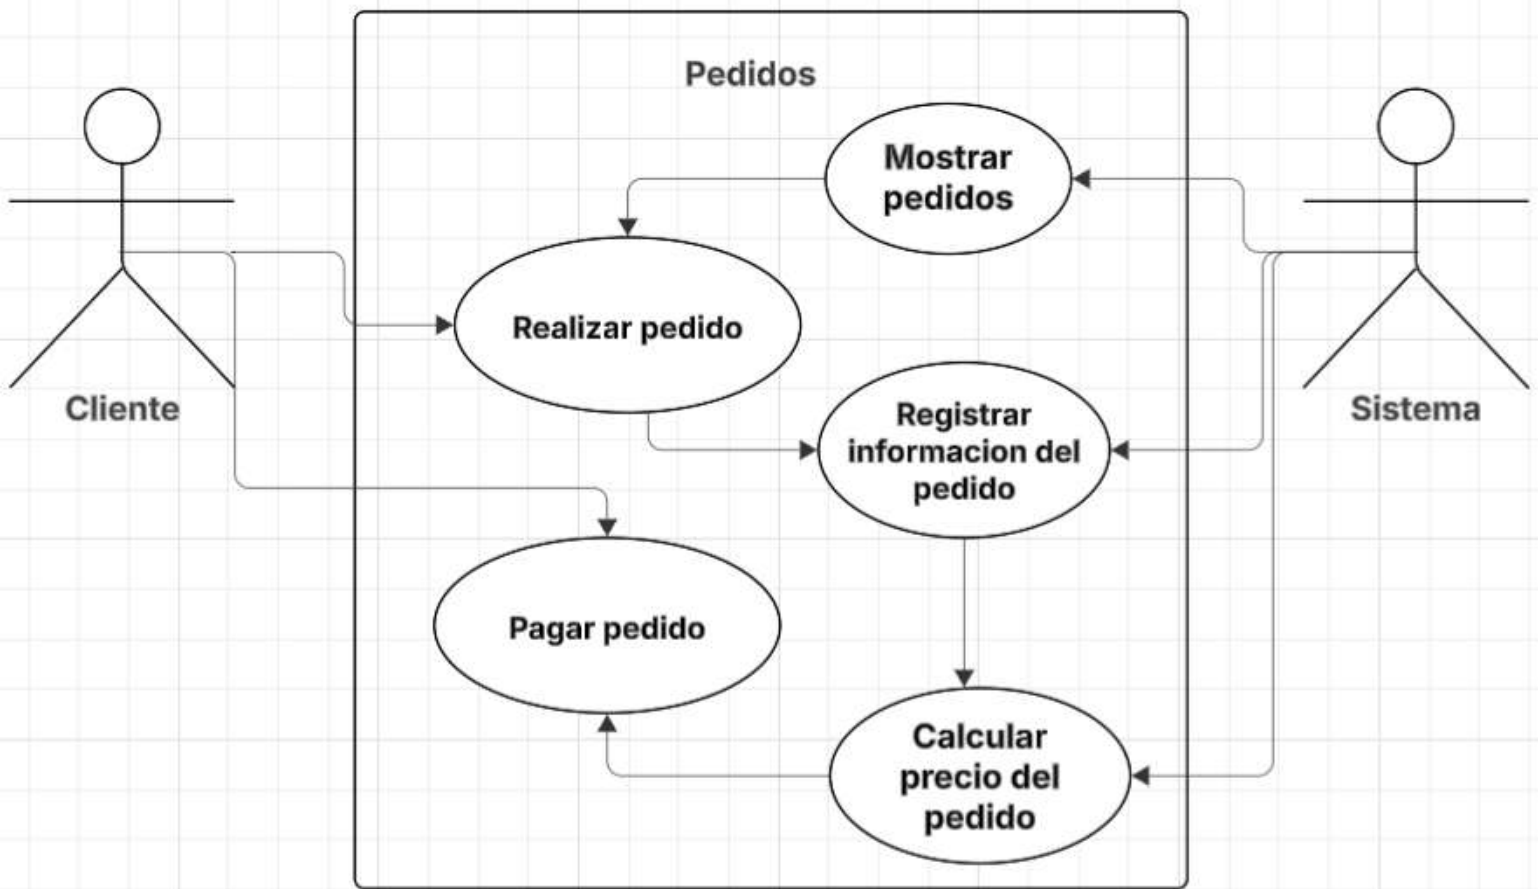 Pedidos
Mostrar
pedidos
Realizar pedido
Cliente
Sistema
Registrar
informacion del
pedido
Pagar pedido
Calcular
precio del
pedido